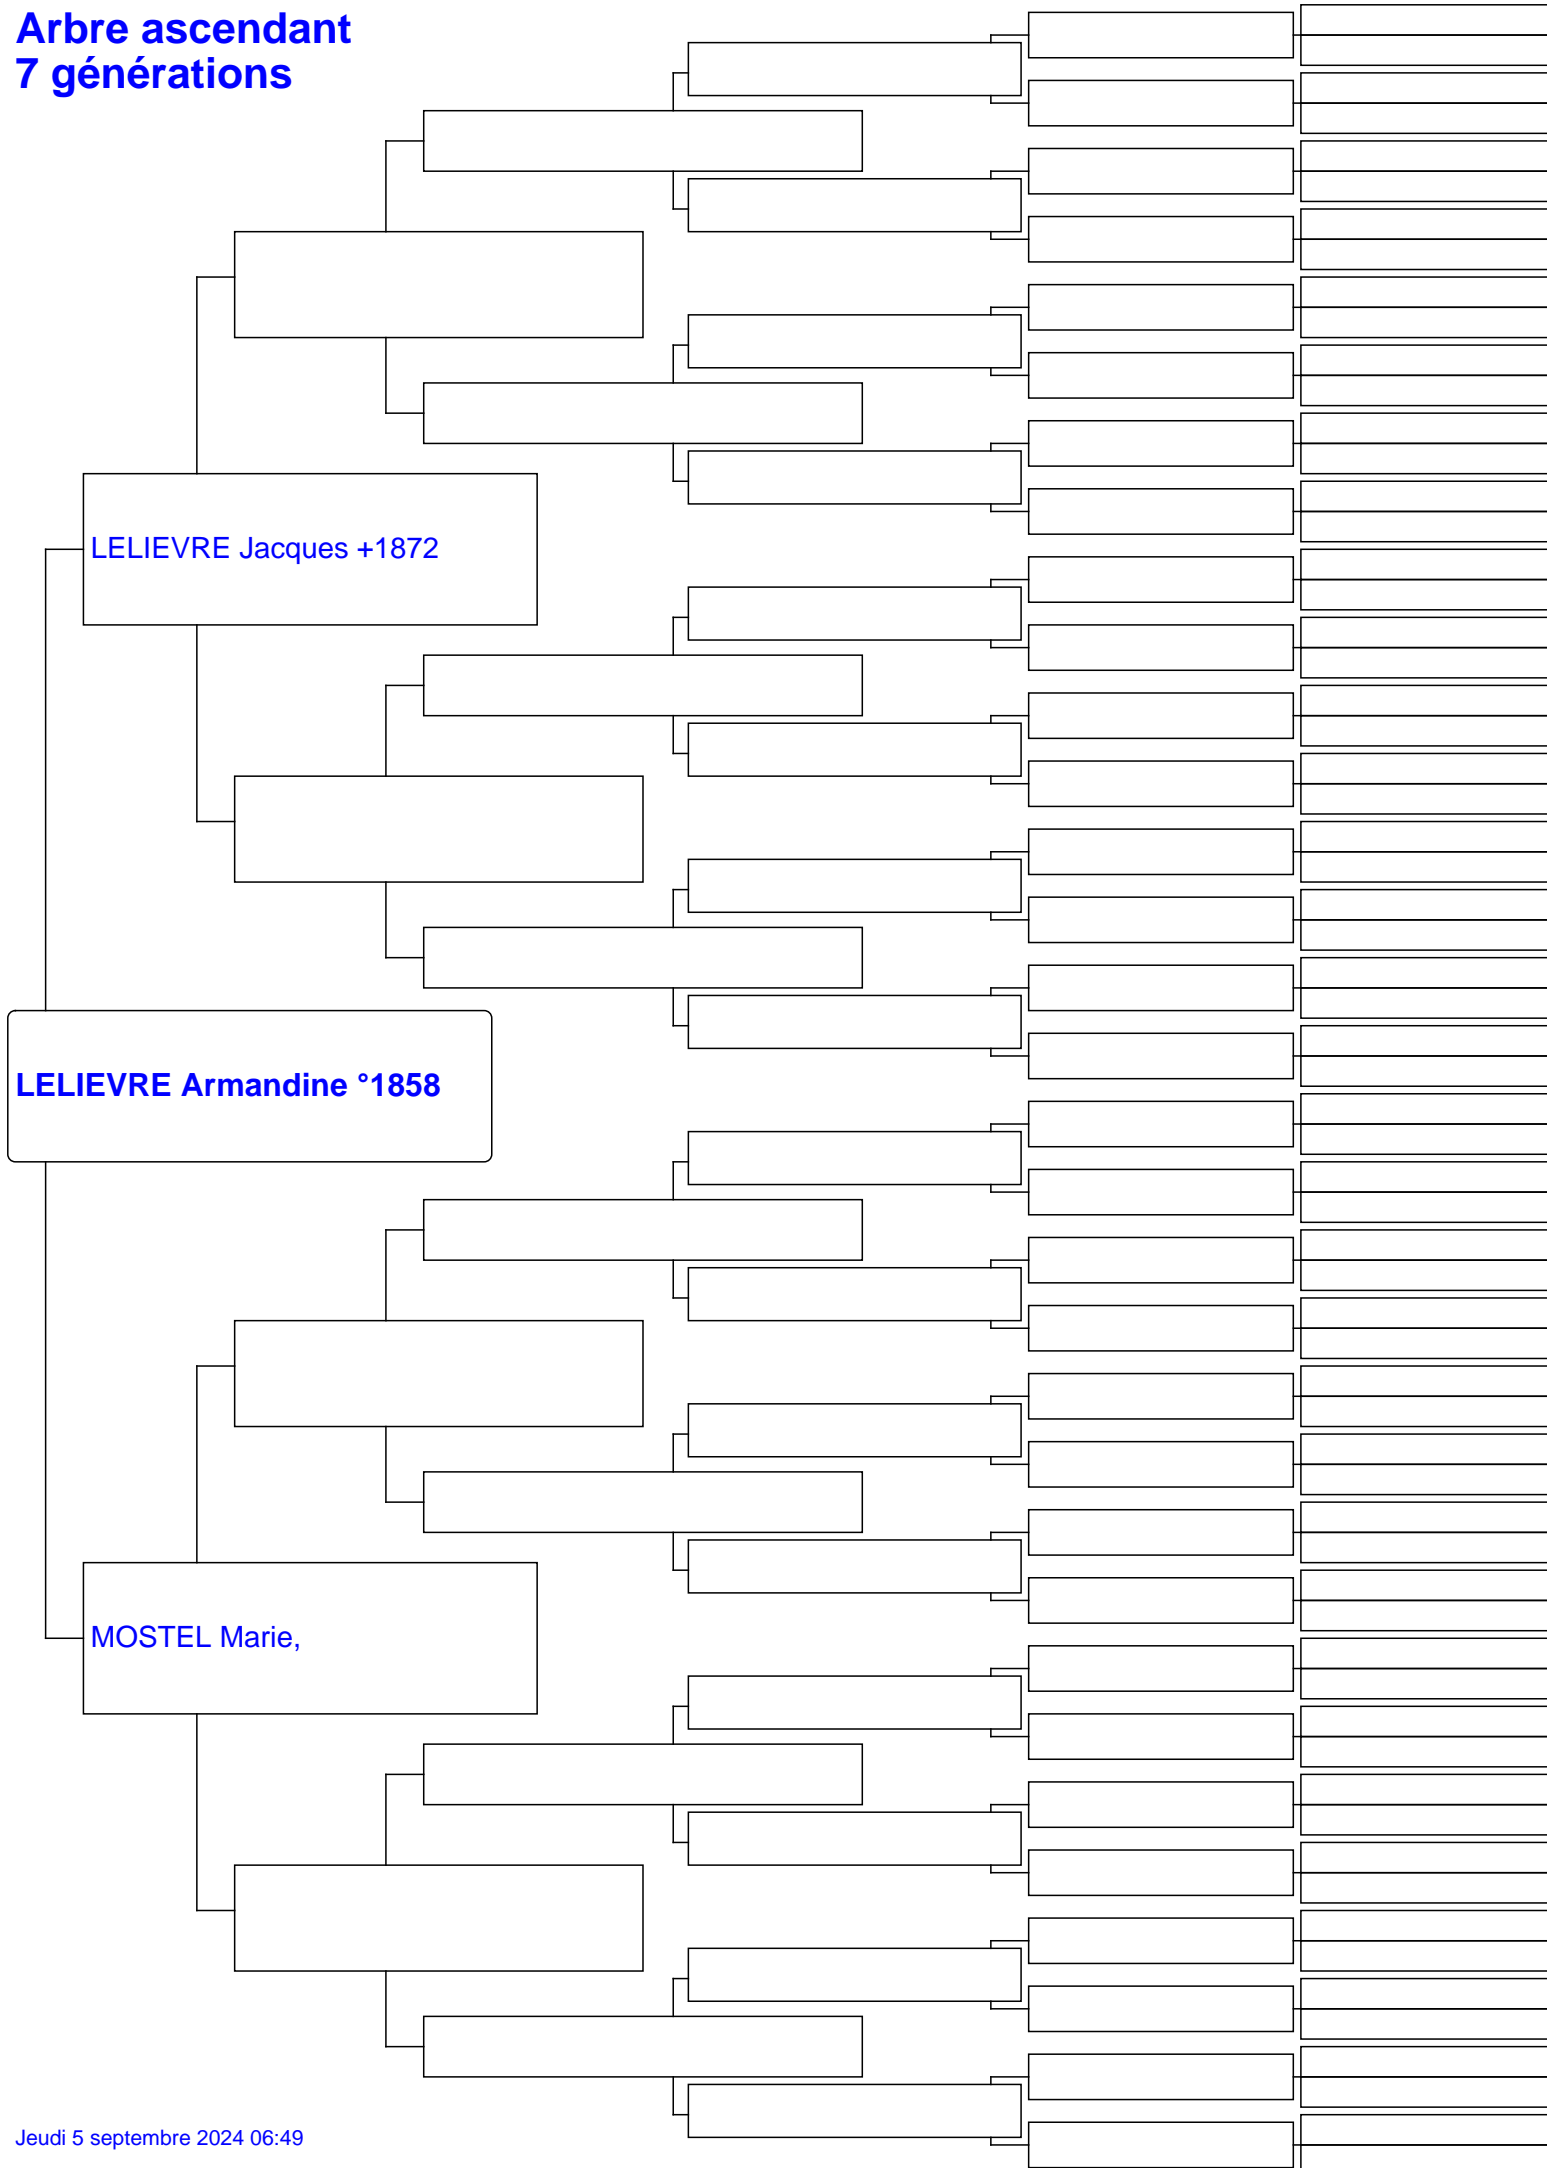 Arbre ascendant
7 générations
LELIEVRE Jacques +1872
LELIEVRE Armandine °1858
MOSTEL Marie,
Jeudi 5 septembre 2024 06:49